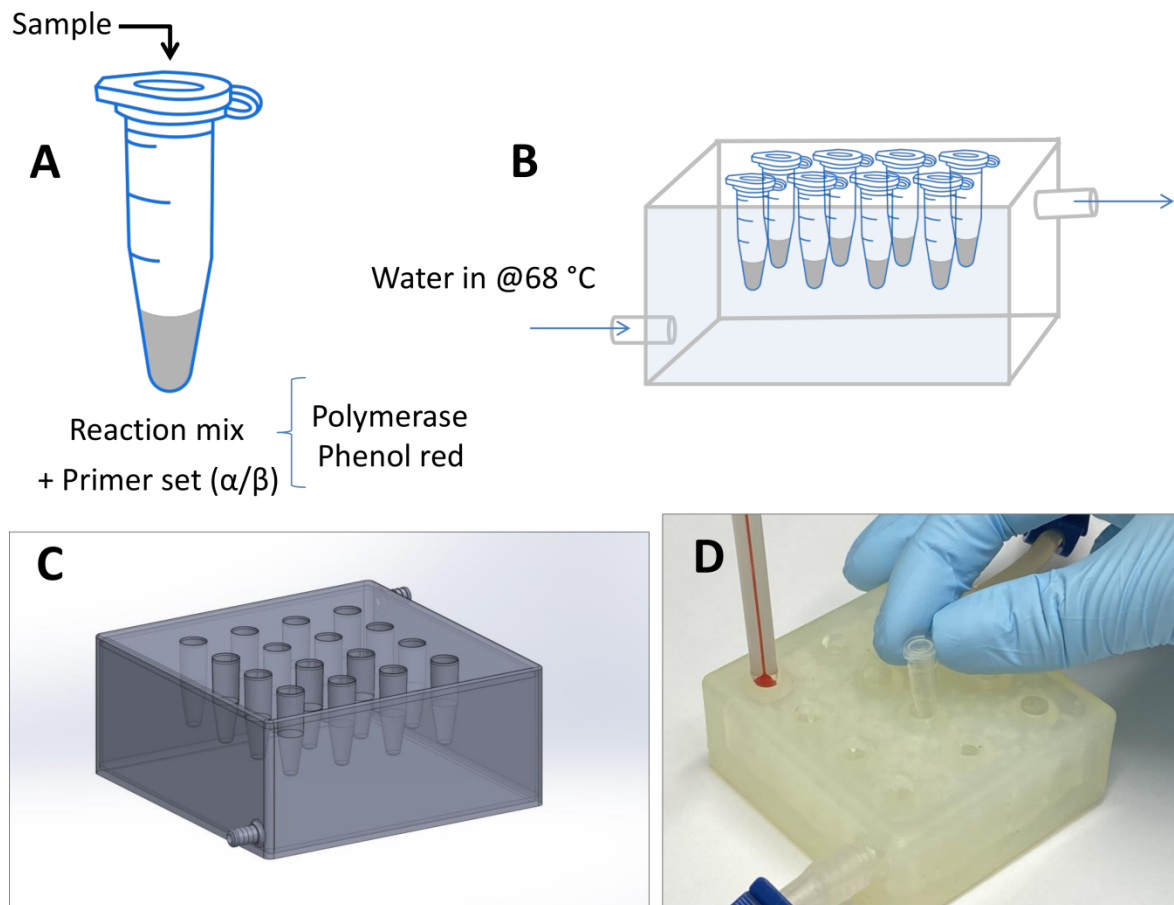 Sample
A
B
Water in @68 °C
Reaction mix
+ Primer set (α/β)
Polymerase
Phenol red
C
D